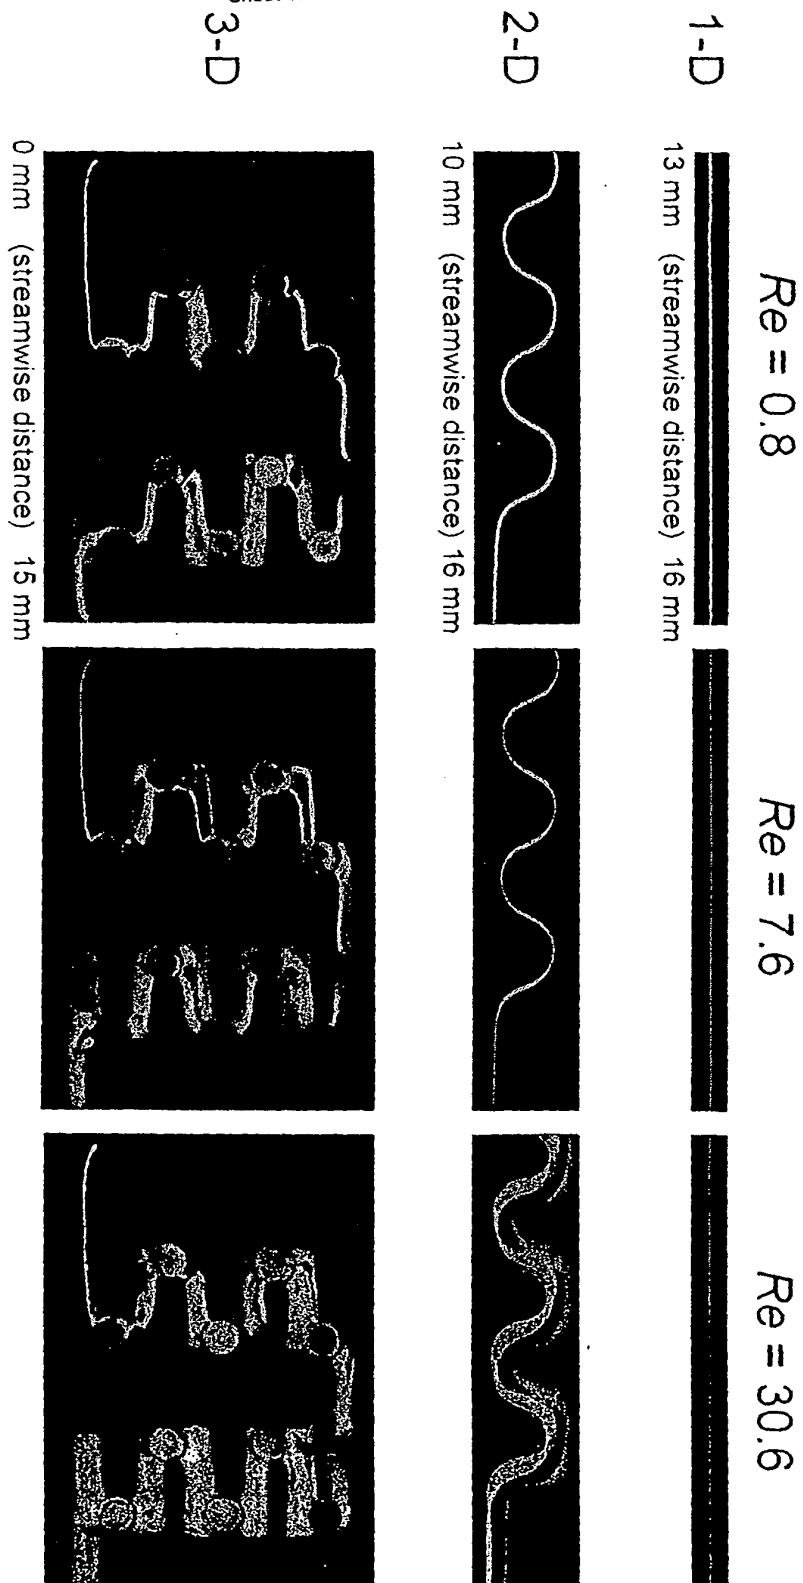 Re = 0.8
Re = 7.6
Re = 30.6
1-D
13 mm (streamwise distance) 16 mm
2-D
10 mm (streamwise distance) 16 mm
3-D
0 mm (streamwise distance) 15 mm